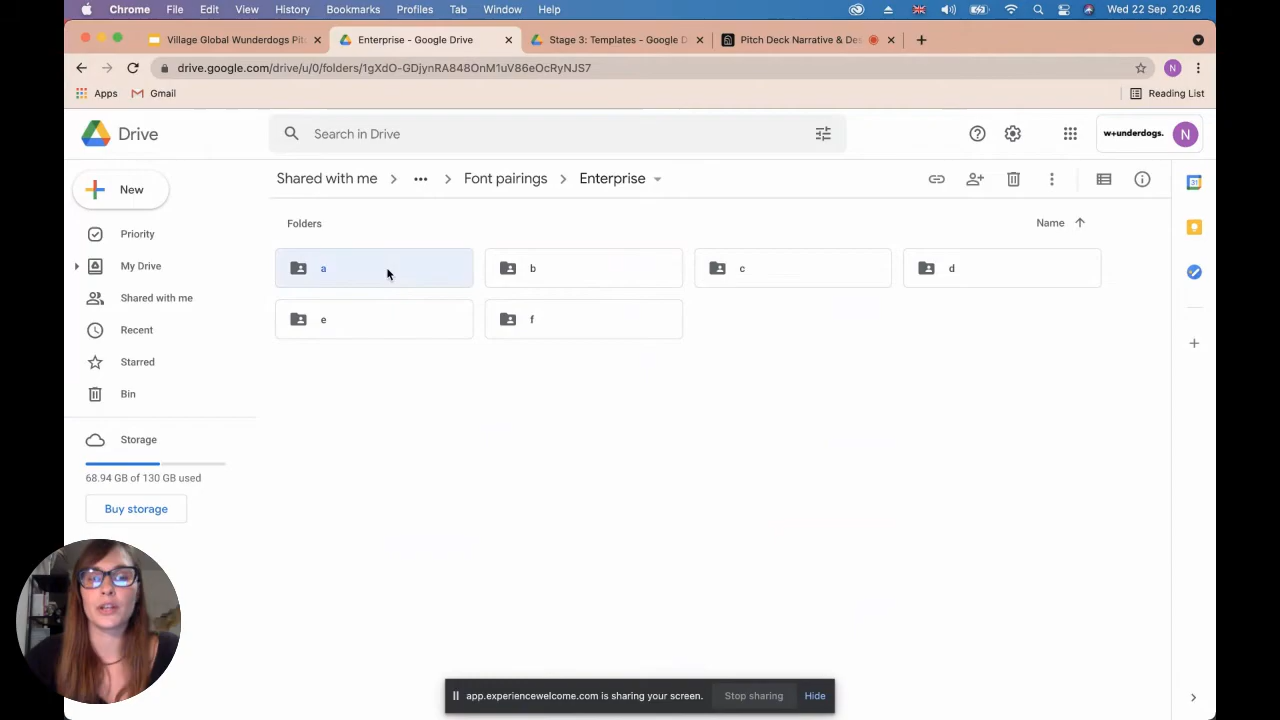 Chrome File Edit View History Bookmarks Profiles Tab Window Help Wed 22 Sep 20:46
Village Global Wunderdogs Pit Enterprise - Google Drive Stage 3: Templates - Google D Pitch Deck Narrative & Des
drive.google.com/drive/u/0/folders/1gXdO-GDjynRA848OnM1uV86eOcRyNJS7 N
Apps Gmail Reading List
Drive Search in Drive w+underdogs. N
New Shared with me Font pairings Enterprise
Folders Name
Priority
My Drive
Shared with me
Recent
Starred
Bin
Storage
68.94 GB of 130 GB used
Buy storage
a b c d
e f
app.experiencewelcome.com is sharing your screen. Stop sharing Hide